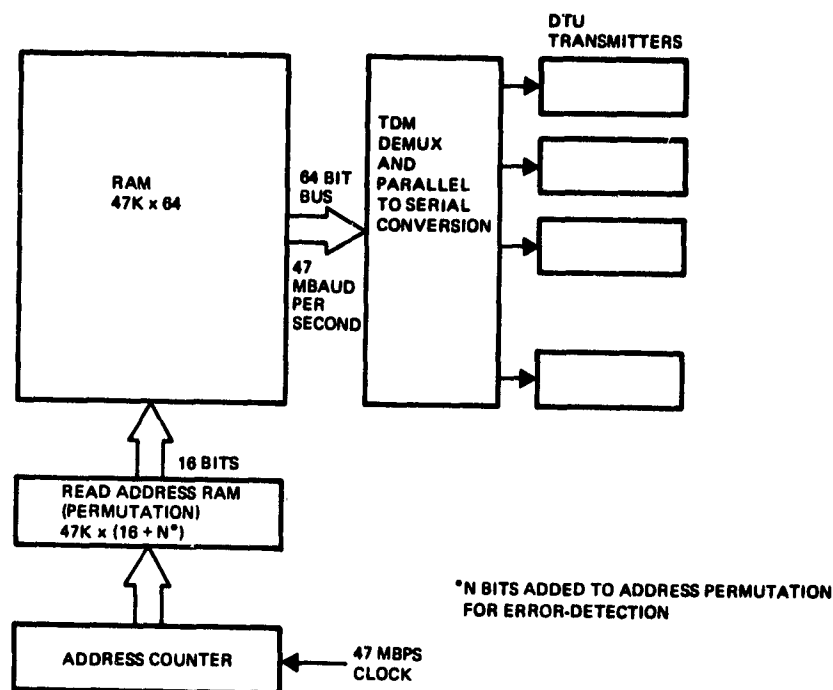 DTU
TRANSMITTERS
RAM
47K x 64
64 BIT
BUS
47
MBAUD
PER
SECOND
TDM
DEMUX
AND
PARALLEL
TO SERIAL
CONVERSION
16 BITS
READ ADDRESS RAM
(PERMUTATION)
47K x (16 + N*)
*N BITS ADDED TO ADDRESS PERMUTATION
FOR ERROR-DETECTION
ADDRESS COUNTER
47 MBPS
CLOCK